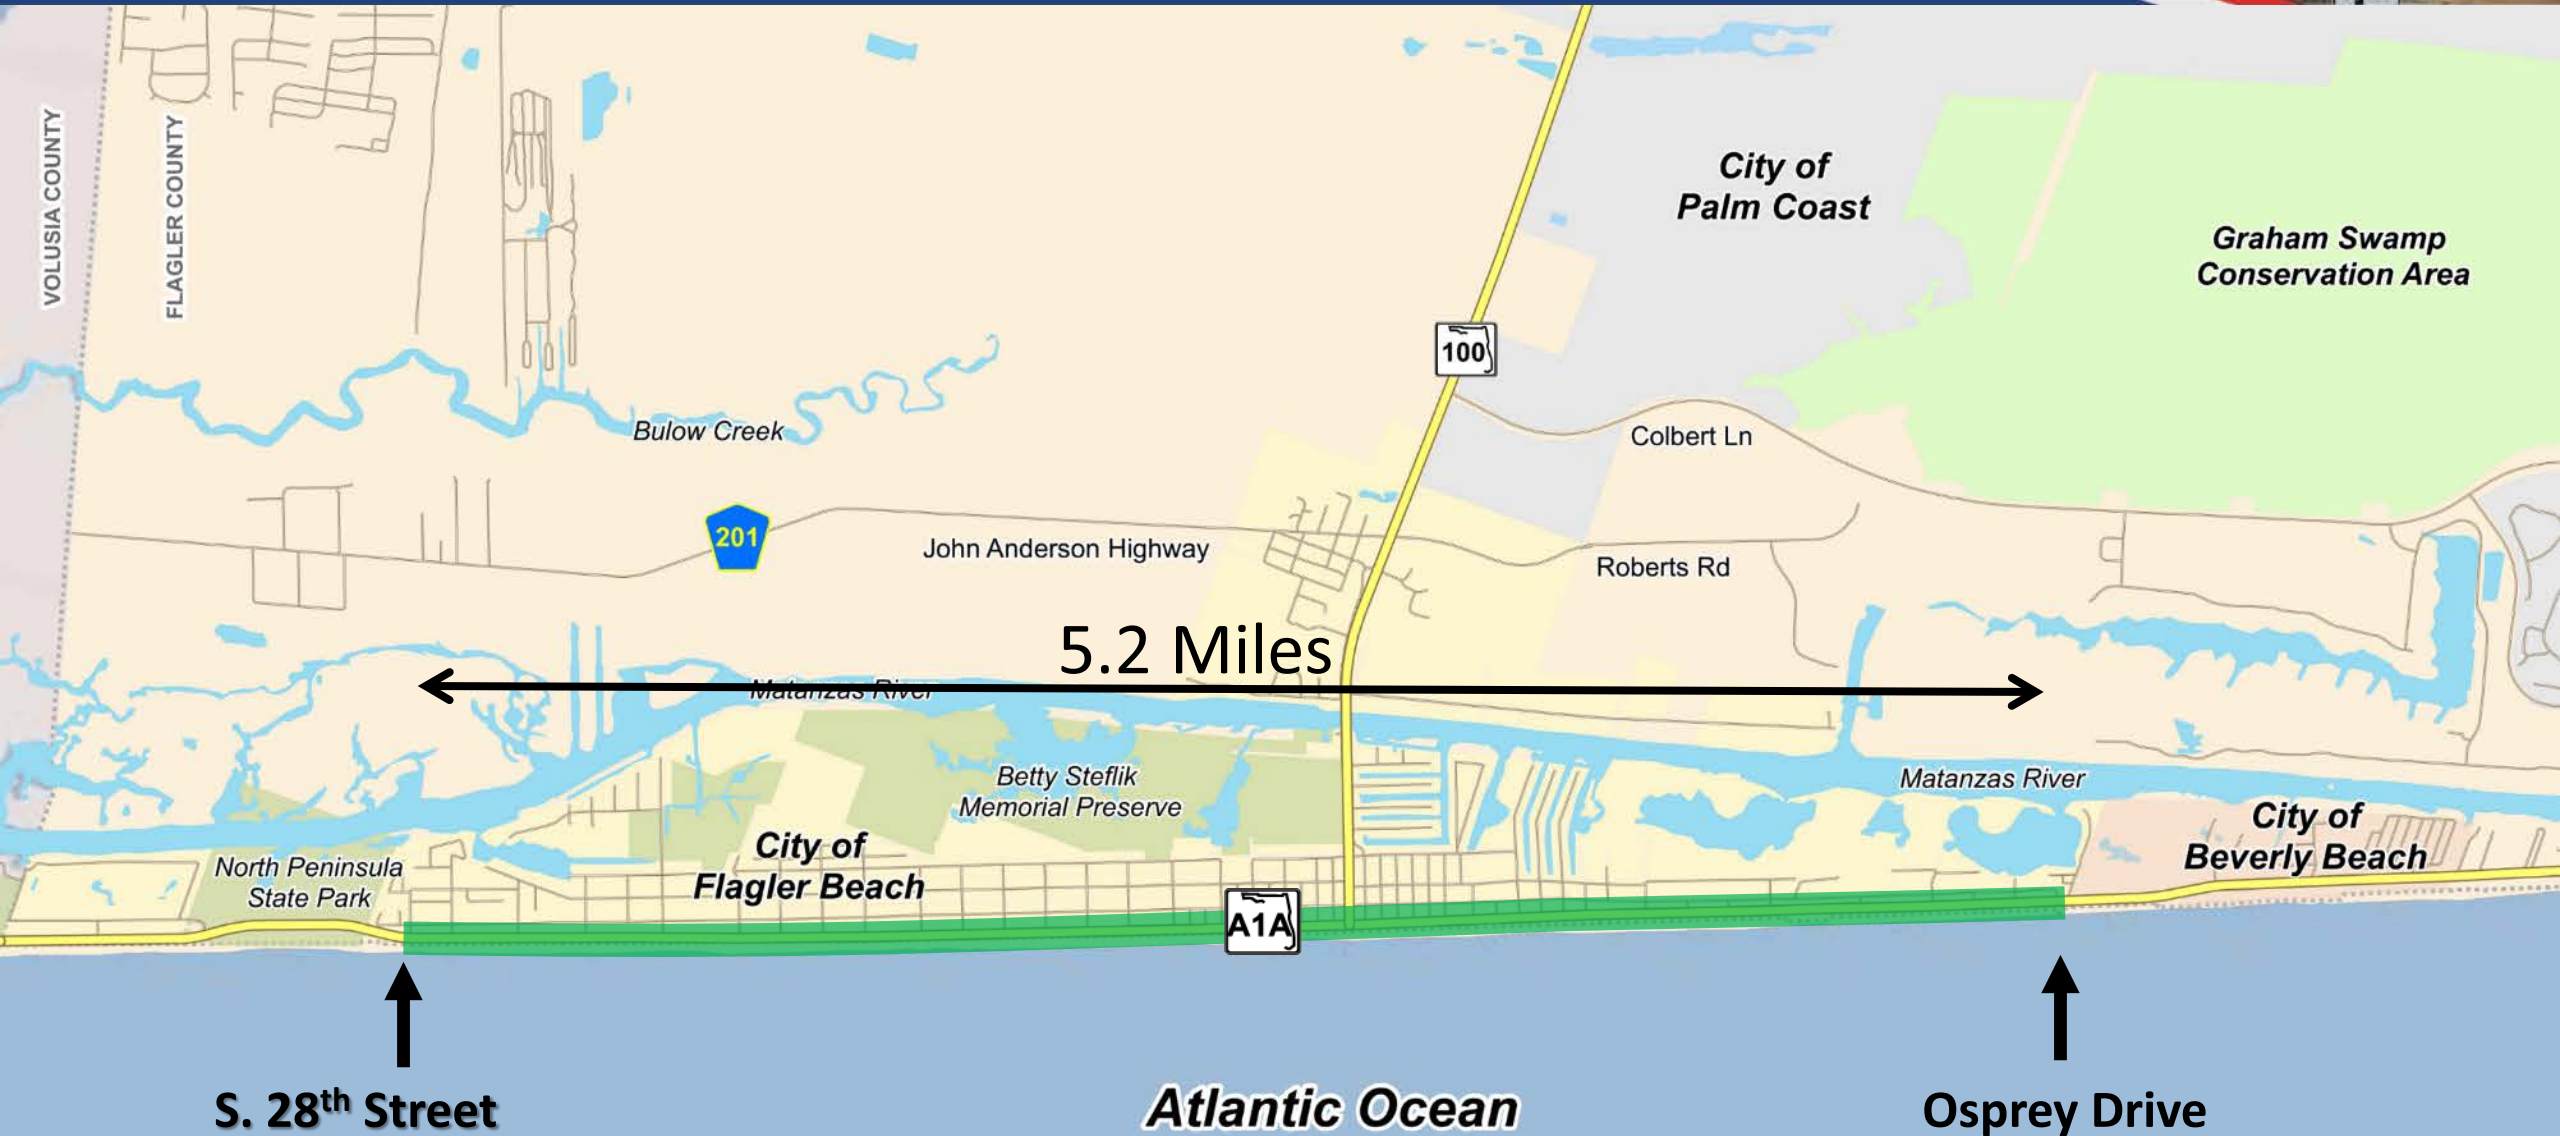 VOLUSIA COUNTY
FLAGLER COUNTY
City of
Palm Coast
Graham Swamp
Conservation Area
100
Bulow Creek
Colbert Ln
201
John Anderson Highway
Roberts Rd
5.2 Miles
Matanzas River
Betty Steflik
Memorial Preserve
Matanzas River
City of
Flagler Beach
City of
Beverly Beach
North Peninsula
State Park
A1A
S. 28th Street
Atlantic Ocean
Osprey Drive